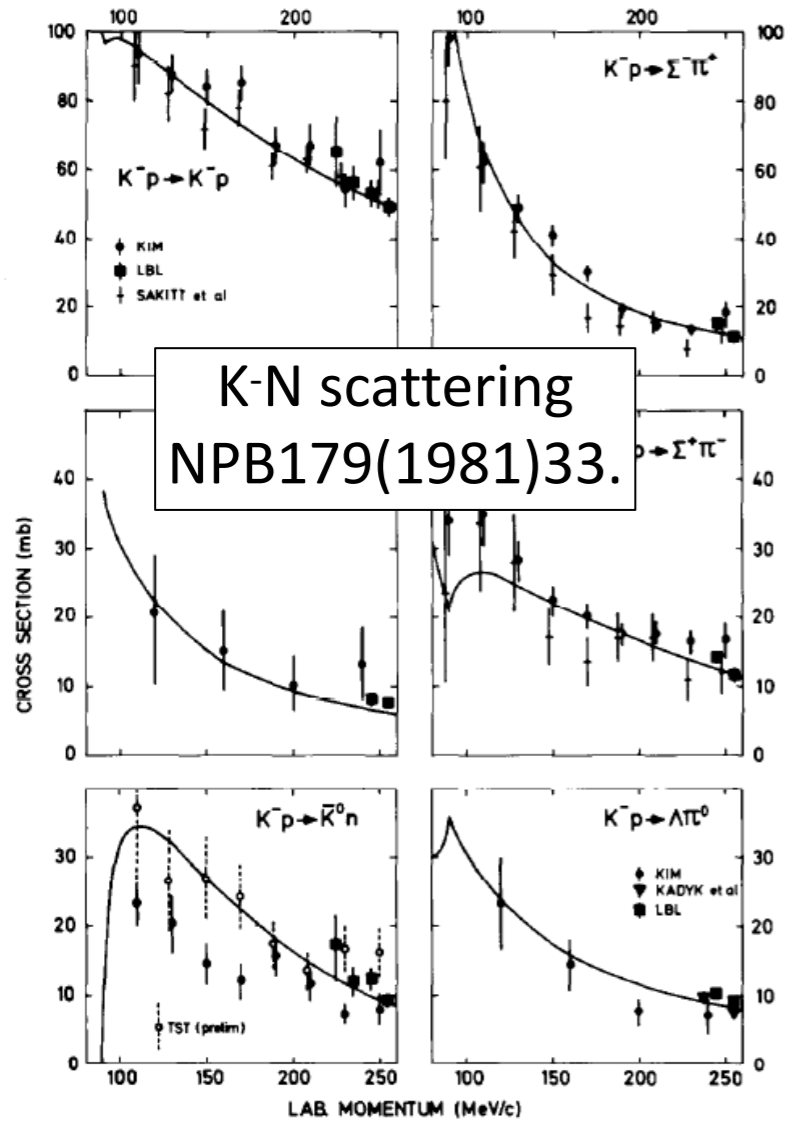 100 200
100 200
100
80
60
40
20
0
K⁻p→K⁻p
KIM
LBL
SAKITT et al
K⁻p→Σ⁻π⁺
100
80
60
40
20
0
K-N scattering
NPB179(1981)33.
p→Σ⁺π⁻
40
30
20
10
0
40
30
20
10
0
CROSS SECTION (mb)
K⁻p→K̄⁰n
30
20
10
0
TST (prelim)
K⁻p→Λπ⁰
KIM
KADYK et al
LBL
30
20
10
0
100 150 200 250
100 150 200 250
LAB. MOMENTUM (MeV/c)